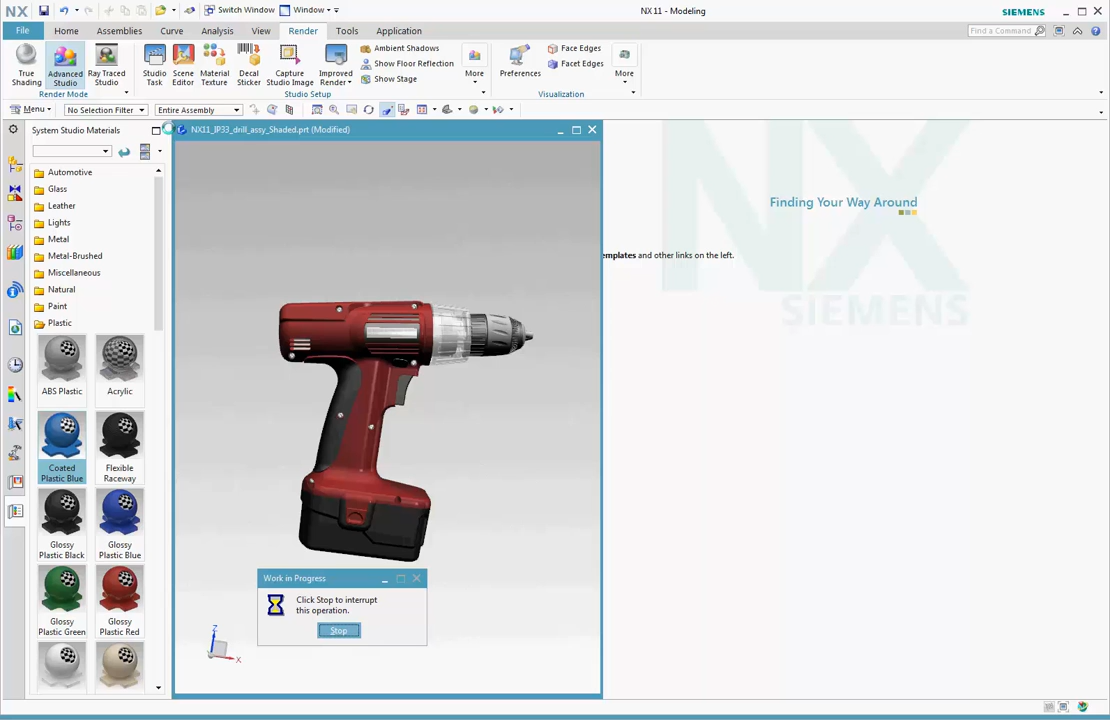 NX
Switch Window
Window
NX 11 - Modeling
SIEMENS
File
Home
Assemblies
Curve
Analysis
View
Render
Tools
Application
Find a Command
True
Shading
Advanced
Studio
Ray Traced
Studio
Render Mode
Studio
Task
Scene
Editor
Material
Texture
Decal
Sticker
Capture
Studio Image
Improved
Render
Ambient Shadows
Show Floor Reflection
Show Stage
More
Studio Setup
Preferences
Face Edges
Facet Edges
More
Visualization
Menu
No Selection Filter
Entire Assembly
System Studio Materials
Automotive
Glass
Leather
Lights
Metal
Metal-Brushed
Miscellaneous
Natural
Paint
Plastic
ABS Plastic
Acrylic
Coated
Plastic Blue
Flexible
Raceway
Glossy
Plastic Black
Glossy
Plastic Blue
Glossy
Plastic Green
Glossy
Plastic Red
NX11_IP33_drill_assy_Shaded.prt (Modified)
Work in Progress
Click Stop to interrupt
this operation.
Stop
Z
X
Finding Your Way Around
emplates and other links on the left.
NX
SIEMENS